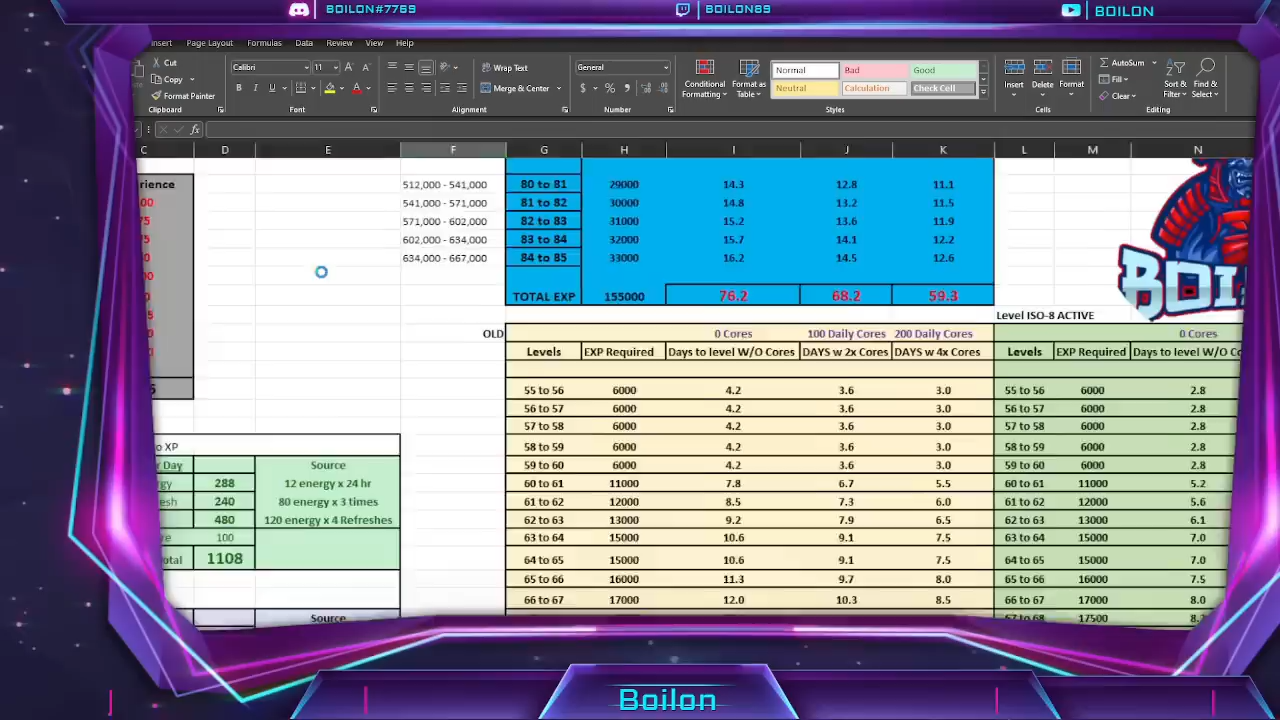 BOILON#7769 BOILON89 BOILON
Insert Page Layout Formulas Data Review View Help
Cut
Copy
Format Painter
Clipboard
Calibri 11
B I U
Font
Wrap Text
Merge & Center
Alignment
General
$ % ,
Number
Conditional Formatting
Format as Table
Normal Bad Good
Neutral Calculation Check Cell
Styles
Insert Delete Format
Cells
AutoSum
Fill
Clear
Sort & Filter
Find & Select
Editing
fx
C D E F G H I J K L M N
rience
512,000 - 541,000 80 to 81 29000 14.3 12.8 11.1
541,000 - 571,000 81 to 82 30000 14.8 13.2 11.5
571,000 - 602,000 82 to 83 31000 15.2 13.6 11.9
602,000 - 634,000 83 to 84 32000 15.7 14.1 12.2
634,000 - 667,000 84 to 85 33000 16.2 14.5 12.6
TOTAL EXP 155000 76.2 68.2 59.3
BOI
Level ISO-8 ACTIVE
OLD 0 Cores 100 Daily Cores 200 Daily Cores 0 Cores
Levels EXP Required Days to level W/O Cores DAYS w 2x Cores DAYS w 4x Cores Levels EXP Required Days to level W/O Co
55 to 56 6000 4.2 3.6 3.0 55 to 56 6000 2.8
56 to 57 6000 4.2 3.6 3.0 56 to 57 6000 2.8
57 to 58 6000 4.2 3.6 3.0 57 to 58 6000 2.8
58 to 59 6000 4.2 3.6 3.0 58 to 59 6000 2.8
59 to 60 6000 4.2 3.6 3.0 59 to 60 6000 2.8
60 to 61 11000 7.8 6.7 5.5 60 to 61 11000 5.2
61 to 62 12000 8.5 7.3 6.0 61 to 62 12000 5.6
62 to 63 13000 9.2 7.9 6.5 62 to 63 13000 6.1
63 to 64 15000 10.6 9.1 7.5 63 to 64 15000 7.0
64 to 65 15000 10.6 9.1 7.5 64 to 65 15000 7.0
65 to 66 16000 11.3 9.7 8.0 65 to 66 16000 7.5
66 to 67 17000 12.0 10.3 8.5 66 to 67 17000 8.0
67 to 68 17500
o XP
r Day Source
gy 288 12 energy x 24 hr
esh 240 80 energy x 3 times
480 120 energy x 4 Refreshes
re 100
otal 1108
Source
Boilon